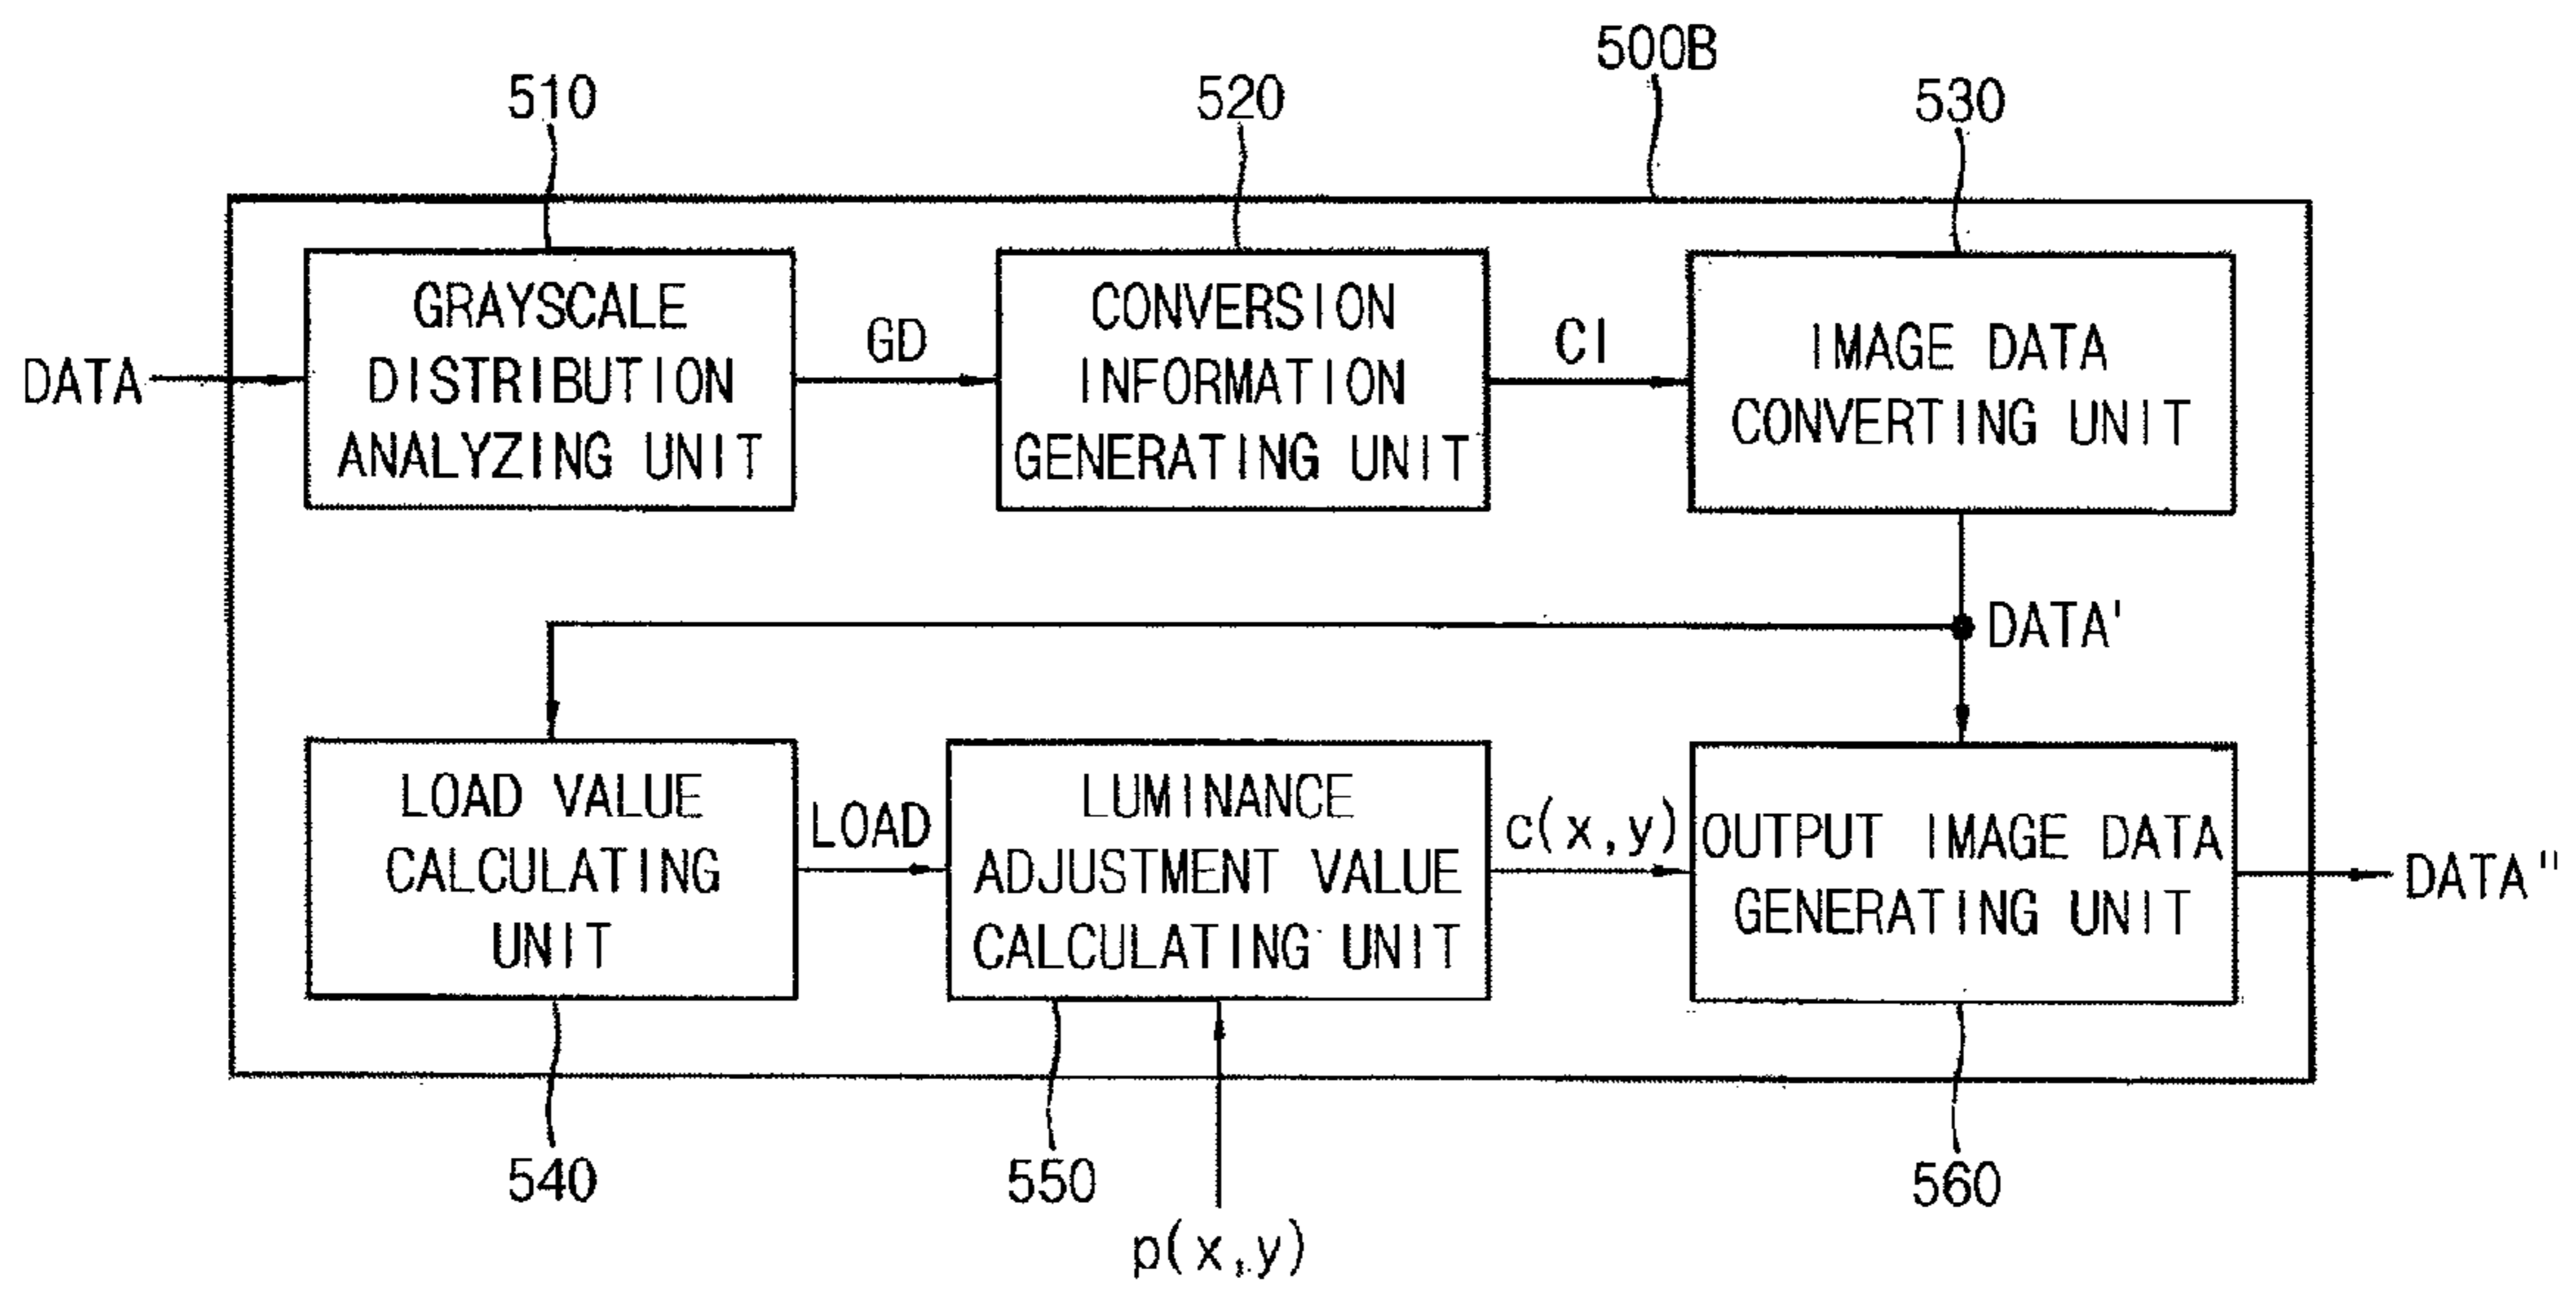 500B
510
520
530
GRAYSCALE
DISTRIBUTION
ANALYZING UNIT
CONVERSION
INFORMATION
GENERATING UNIT
IMAGE DATA
CONVERTING UNIT
DATA
GD
CI
DATA'
LOAD VALUE
CALCULATING
UNIT
LOAD
LUMINANCE
ADJUSTMENT VALUE
CALCULATING UNIT
c(x,y)
OUTPUT IMAGE DATA
GENERATING UNIT
DATA"
540
550
560
p(x,y)